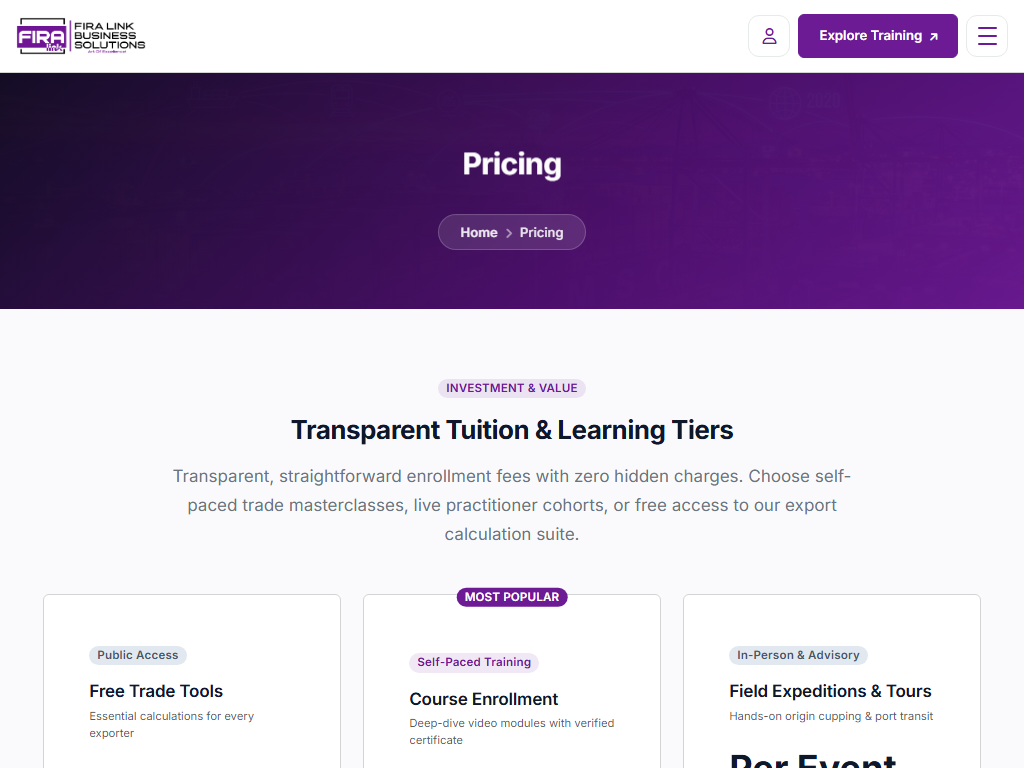 FIRA
link
FIRA LINK
BUSINESS
SOLUTIONS
Explore Training
Pricing
Home
Pricing
INVESTMENT & VALUE
Transparent Tuition & Learning Tiers
Transparent, straightforward enrollment fees with zero hidden charges. Choose self-
paced trade masterclasses, live practitioner cohorts, or free access to our export
calculation suite.
Public Access
Free Trade Tools
Essential calculations for every
exporter
MOST POPULAR
Self-Paced Training
Course Enrollment
Deep-dive video modules with verified
certificate
In-Person & Advisory
Field Expeditions & Tours
Hands-on origin cupping & port transit
Per Event